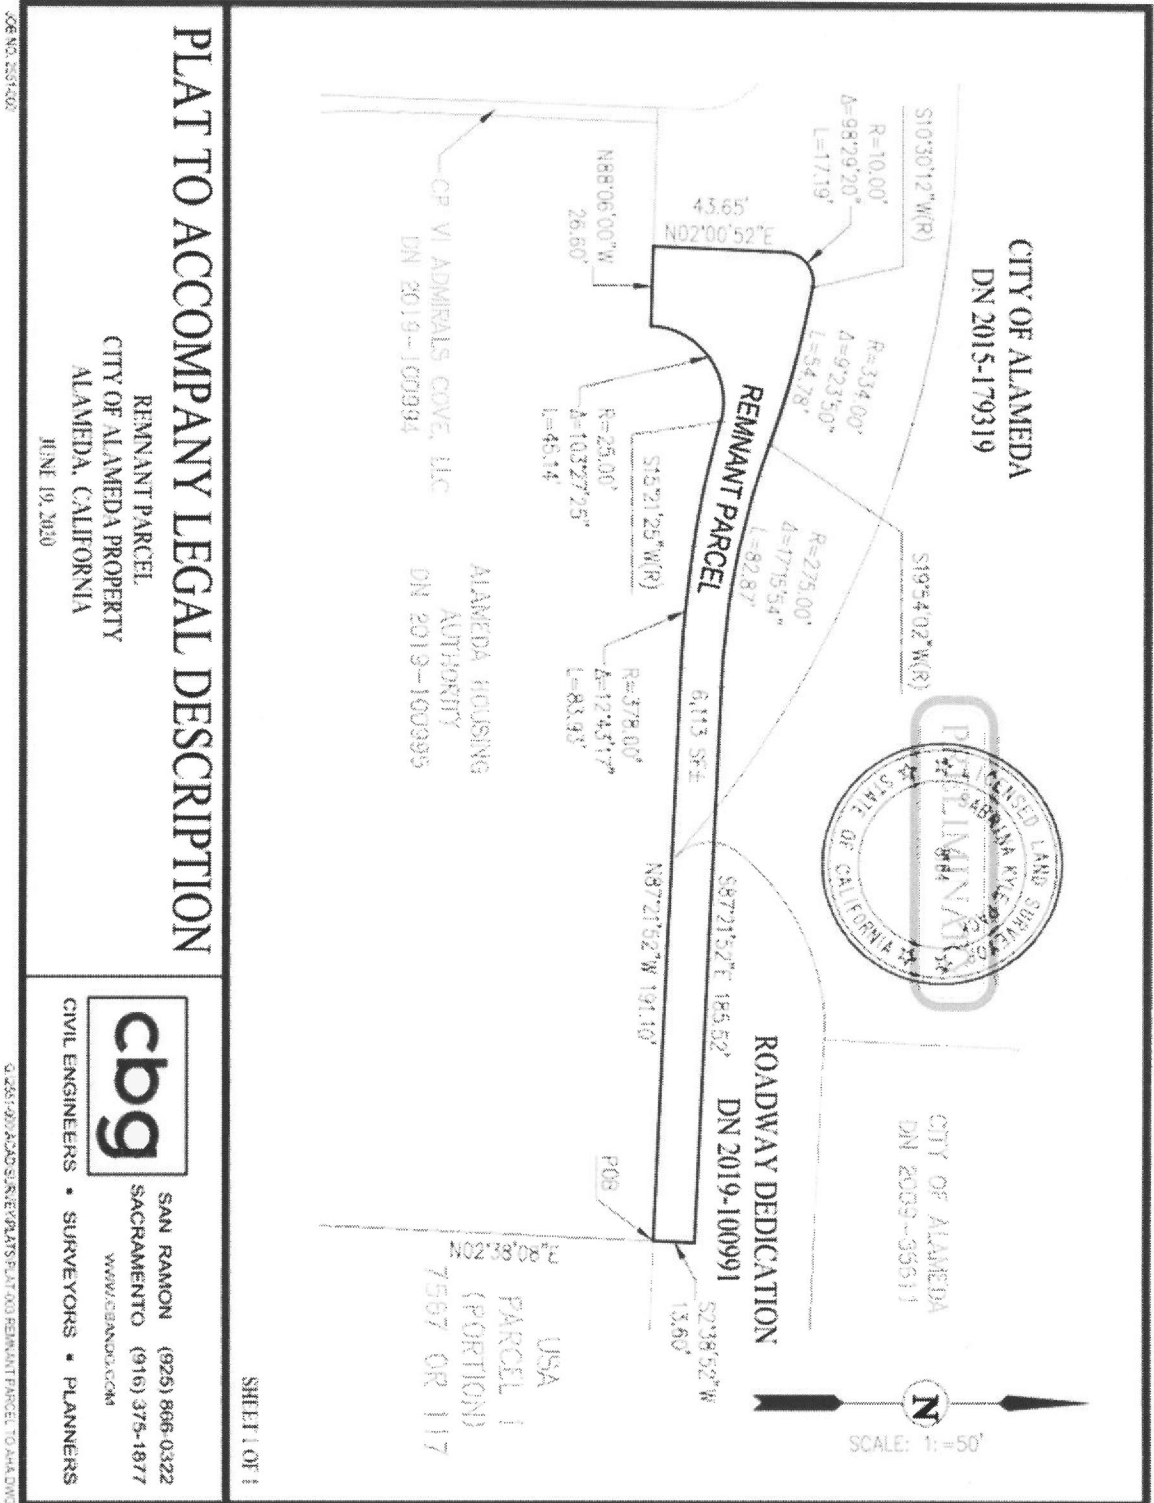 CITY OF ALAMEDA
DN 2015-179319
S10°30'12"W(R)
R=10.00'
Δ=98°29'20"
L=17.19'
43.65'
N02°00'52"E
N88°06'00"W
26.60'
R=334.00'
Δ=9°23'50"
L=54.78'
S19°54'02"W(R)
R=275.00'
Δ=17°15'54"
L=82.87'
REMNANT PARCEL
6,113 SF±
R=25.00'
L=46.14'
S15°21'25"W(R)
R=378.00'
Δ=12°43'17"
L=83.93'
S87°21'52"E 185.52'
N87°21'52"W 191.10'
CP VI ADMIRALS COVE, LLC
DN 2019-100994
ALAMEDA HOUSING
AUTHORITY
DN 2019-100995
PRELIMINARY
LICENSED LAND SURVEYOR
STATE OF CALIFORNIA
ROADWAY DEDICATION
DN 2019-100991
CITY OF ALAMEDA
POB
N02°38'08"E
S2°38'52"W
13.60'
USA
PARCEL 1
(PORTION)
7567 OR 117
N
SCALE: 1:=50'
SHEET 1 OF 1
PLAT TO ACCOMPANY LEGAL DESCRIPTION
REMNANT PARCEL
CITY OF ALAMEDA PROPERTY
ALAMEDA, CALIFORNIA
JUNE 19, 2020
cbg
SAN RAMON (925) 866-0322
SACRAMENTO (916) 375-1877
WWW.CBANDG.COM
CIVIL ENGINEERS • SURVEYORS • PLANNERS
JOB NO.